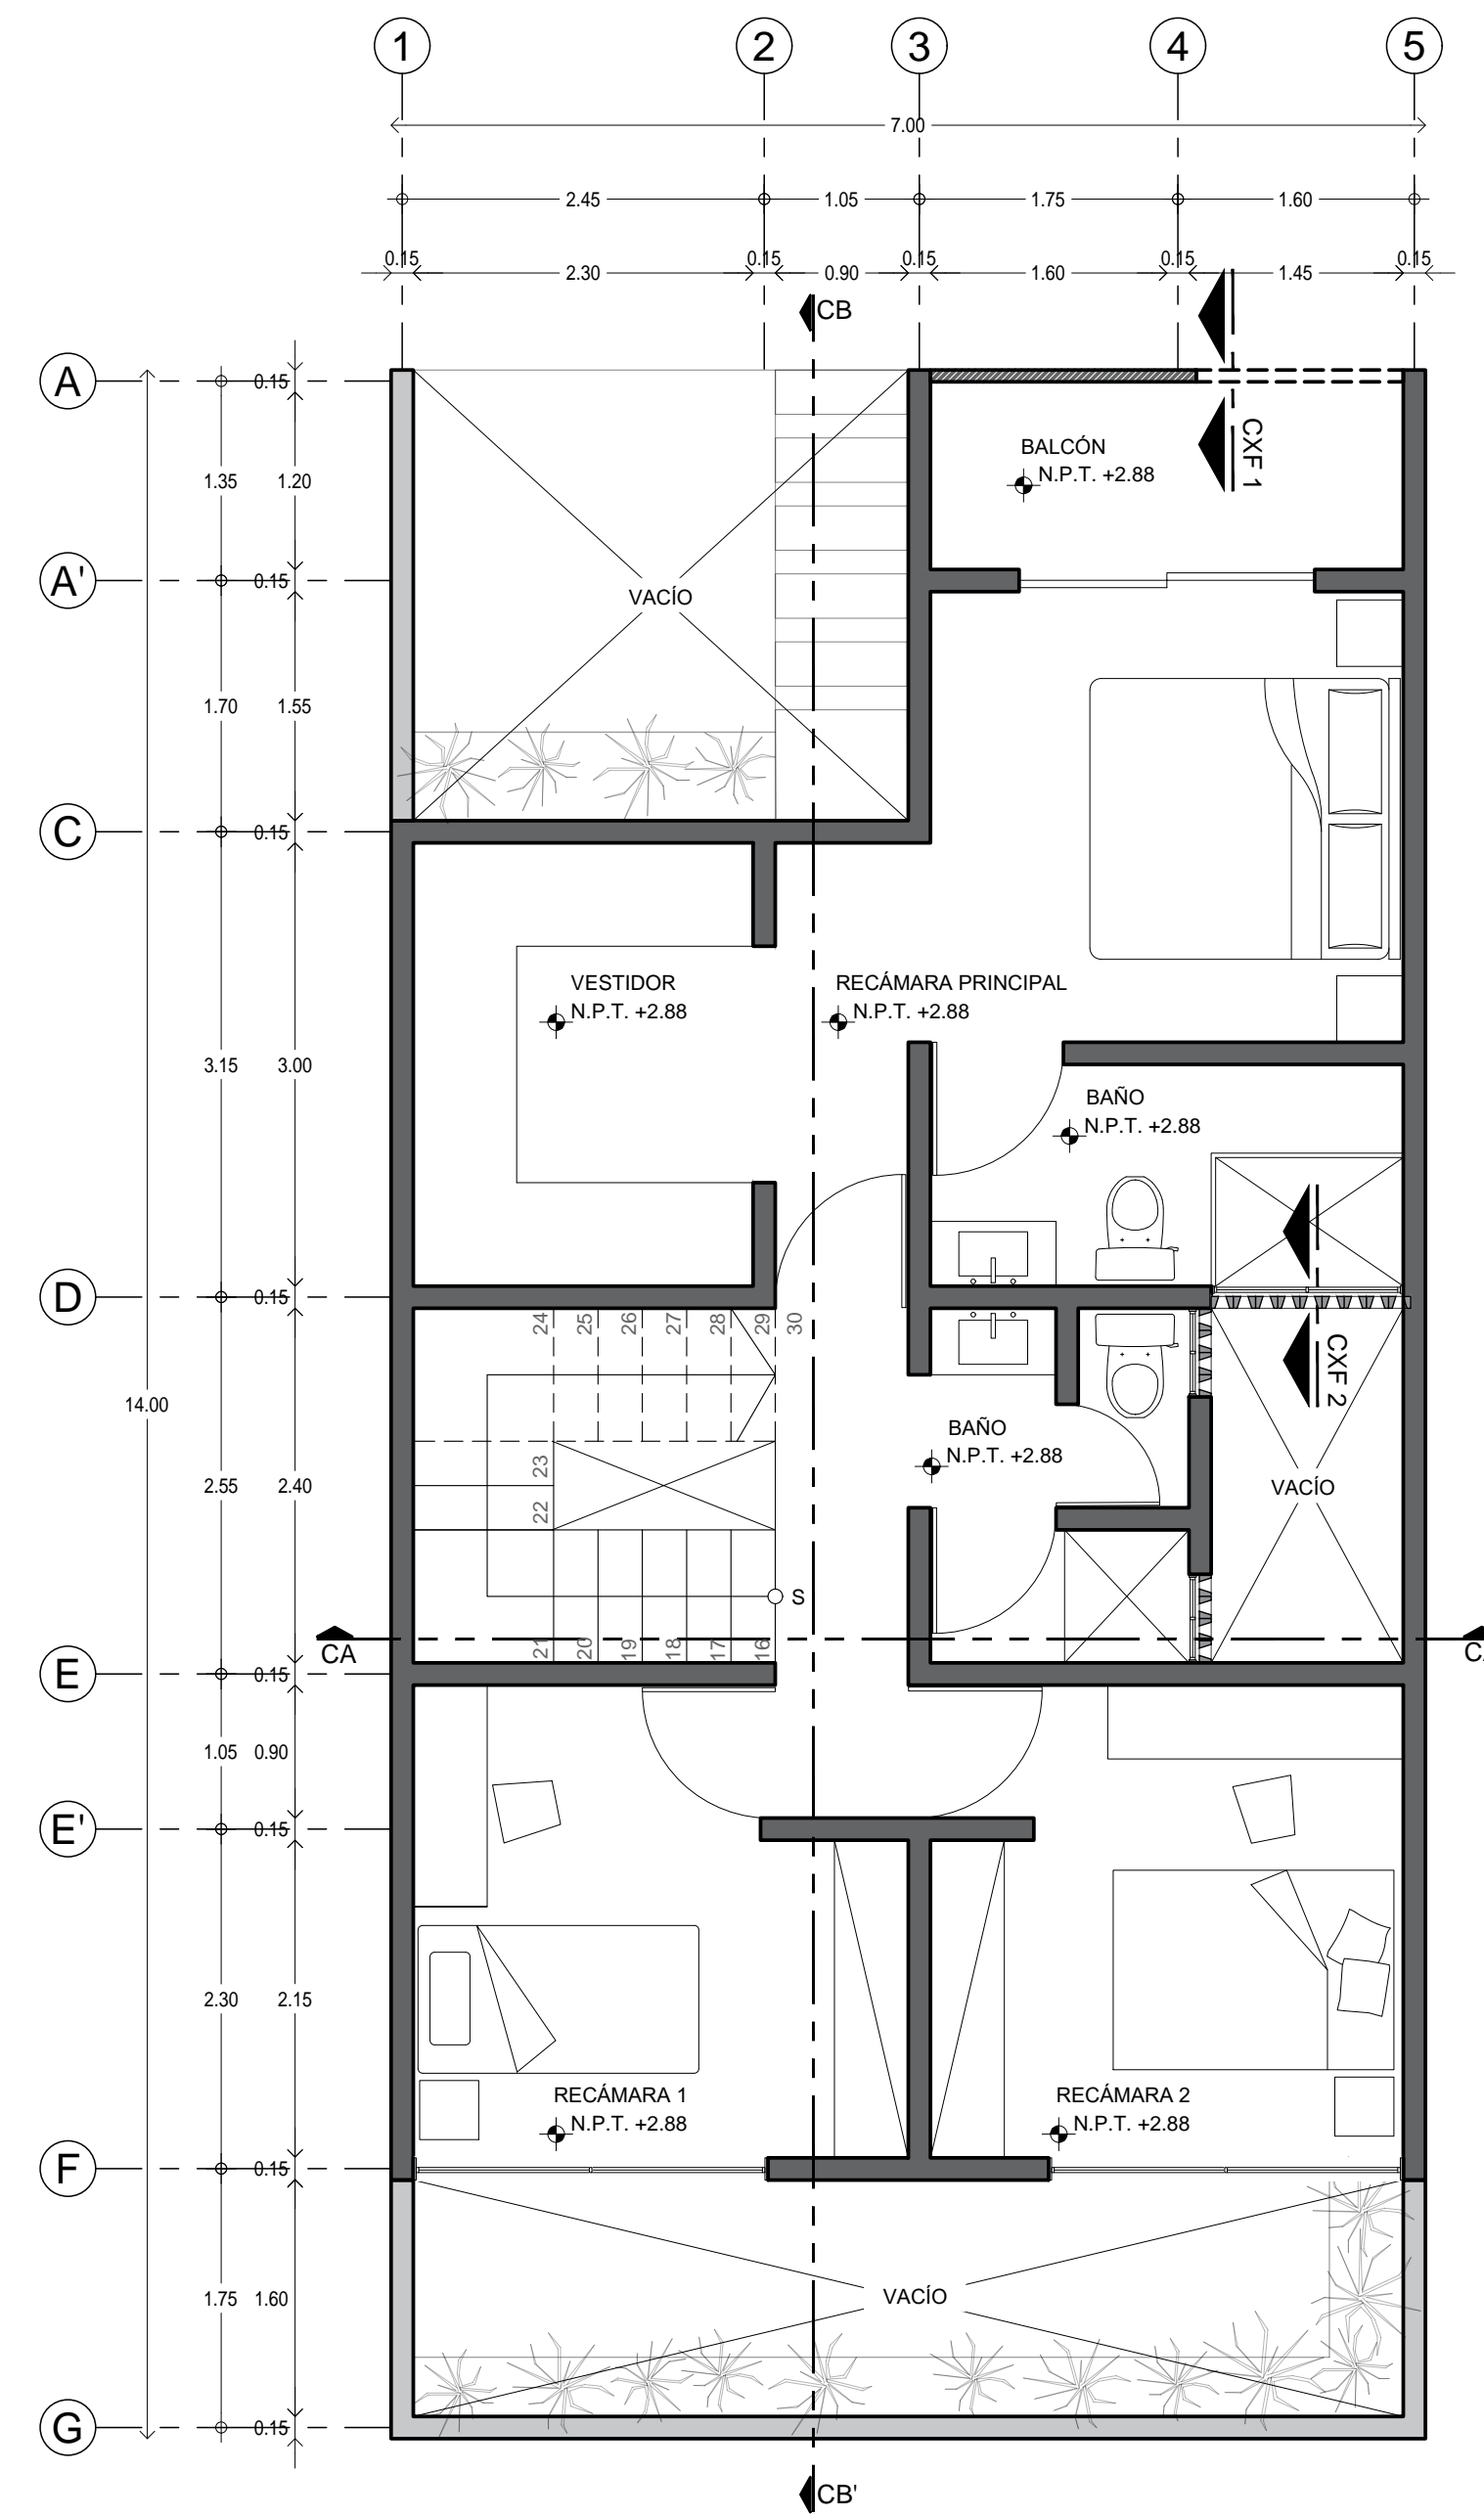 1 2 3 4 5
7.00
2.45 1.05 1.75 1.60
0.15 0.15 0.15 0.15 0.15
2.30 0.90 1.60 1.45
CB
A
0.15
CXF 1
BALCÓN
N.P.T. +2.88
1.35 1.20
A'
0.15
VACÍO
1.70 1.55
C
0.15
VESTIDOR
N.P.T. +2.88
RECÁMARA PRINCIPAL
N.P.T. +2.88
3.15 3.00
BAÑO
N.P.T. +2.88
D
0.15
24 25 26 27 28 29 30
CXF 2
14.00
BAÑO
N.P.T. +2.88
23
22
2.55 2.40
VACÍO
S
21 20 19 18 17 16
CA
E
0.15
1.05 0.90
E'
0.15
2.30 2.15
RECÁMARA 1
N.P.T. +2.88
RECÁMARA 2
N.P.T. +2.88
F
0.15
VACÍO
1.75 1.60
G
0.15
CB'